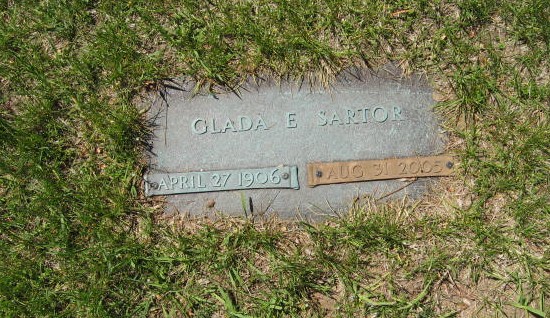 GLADA E SARTOR
APRIL 27 1906 AUG 31 2005